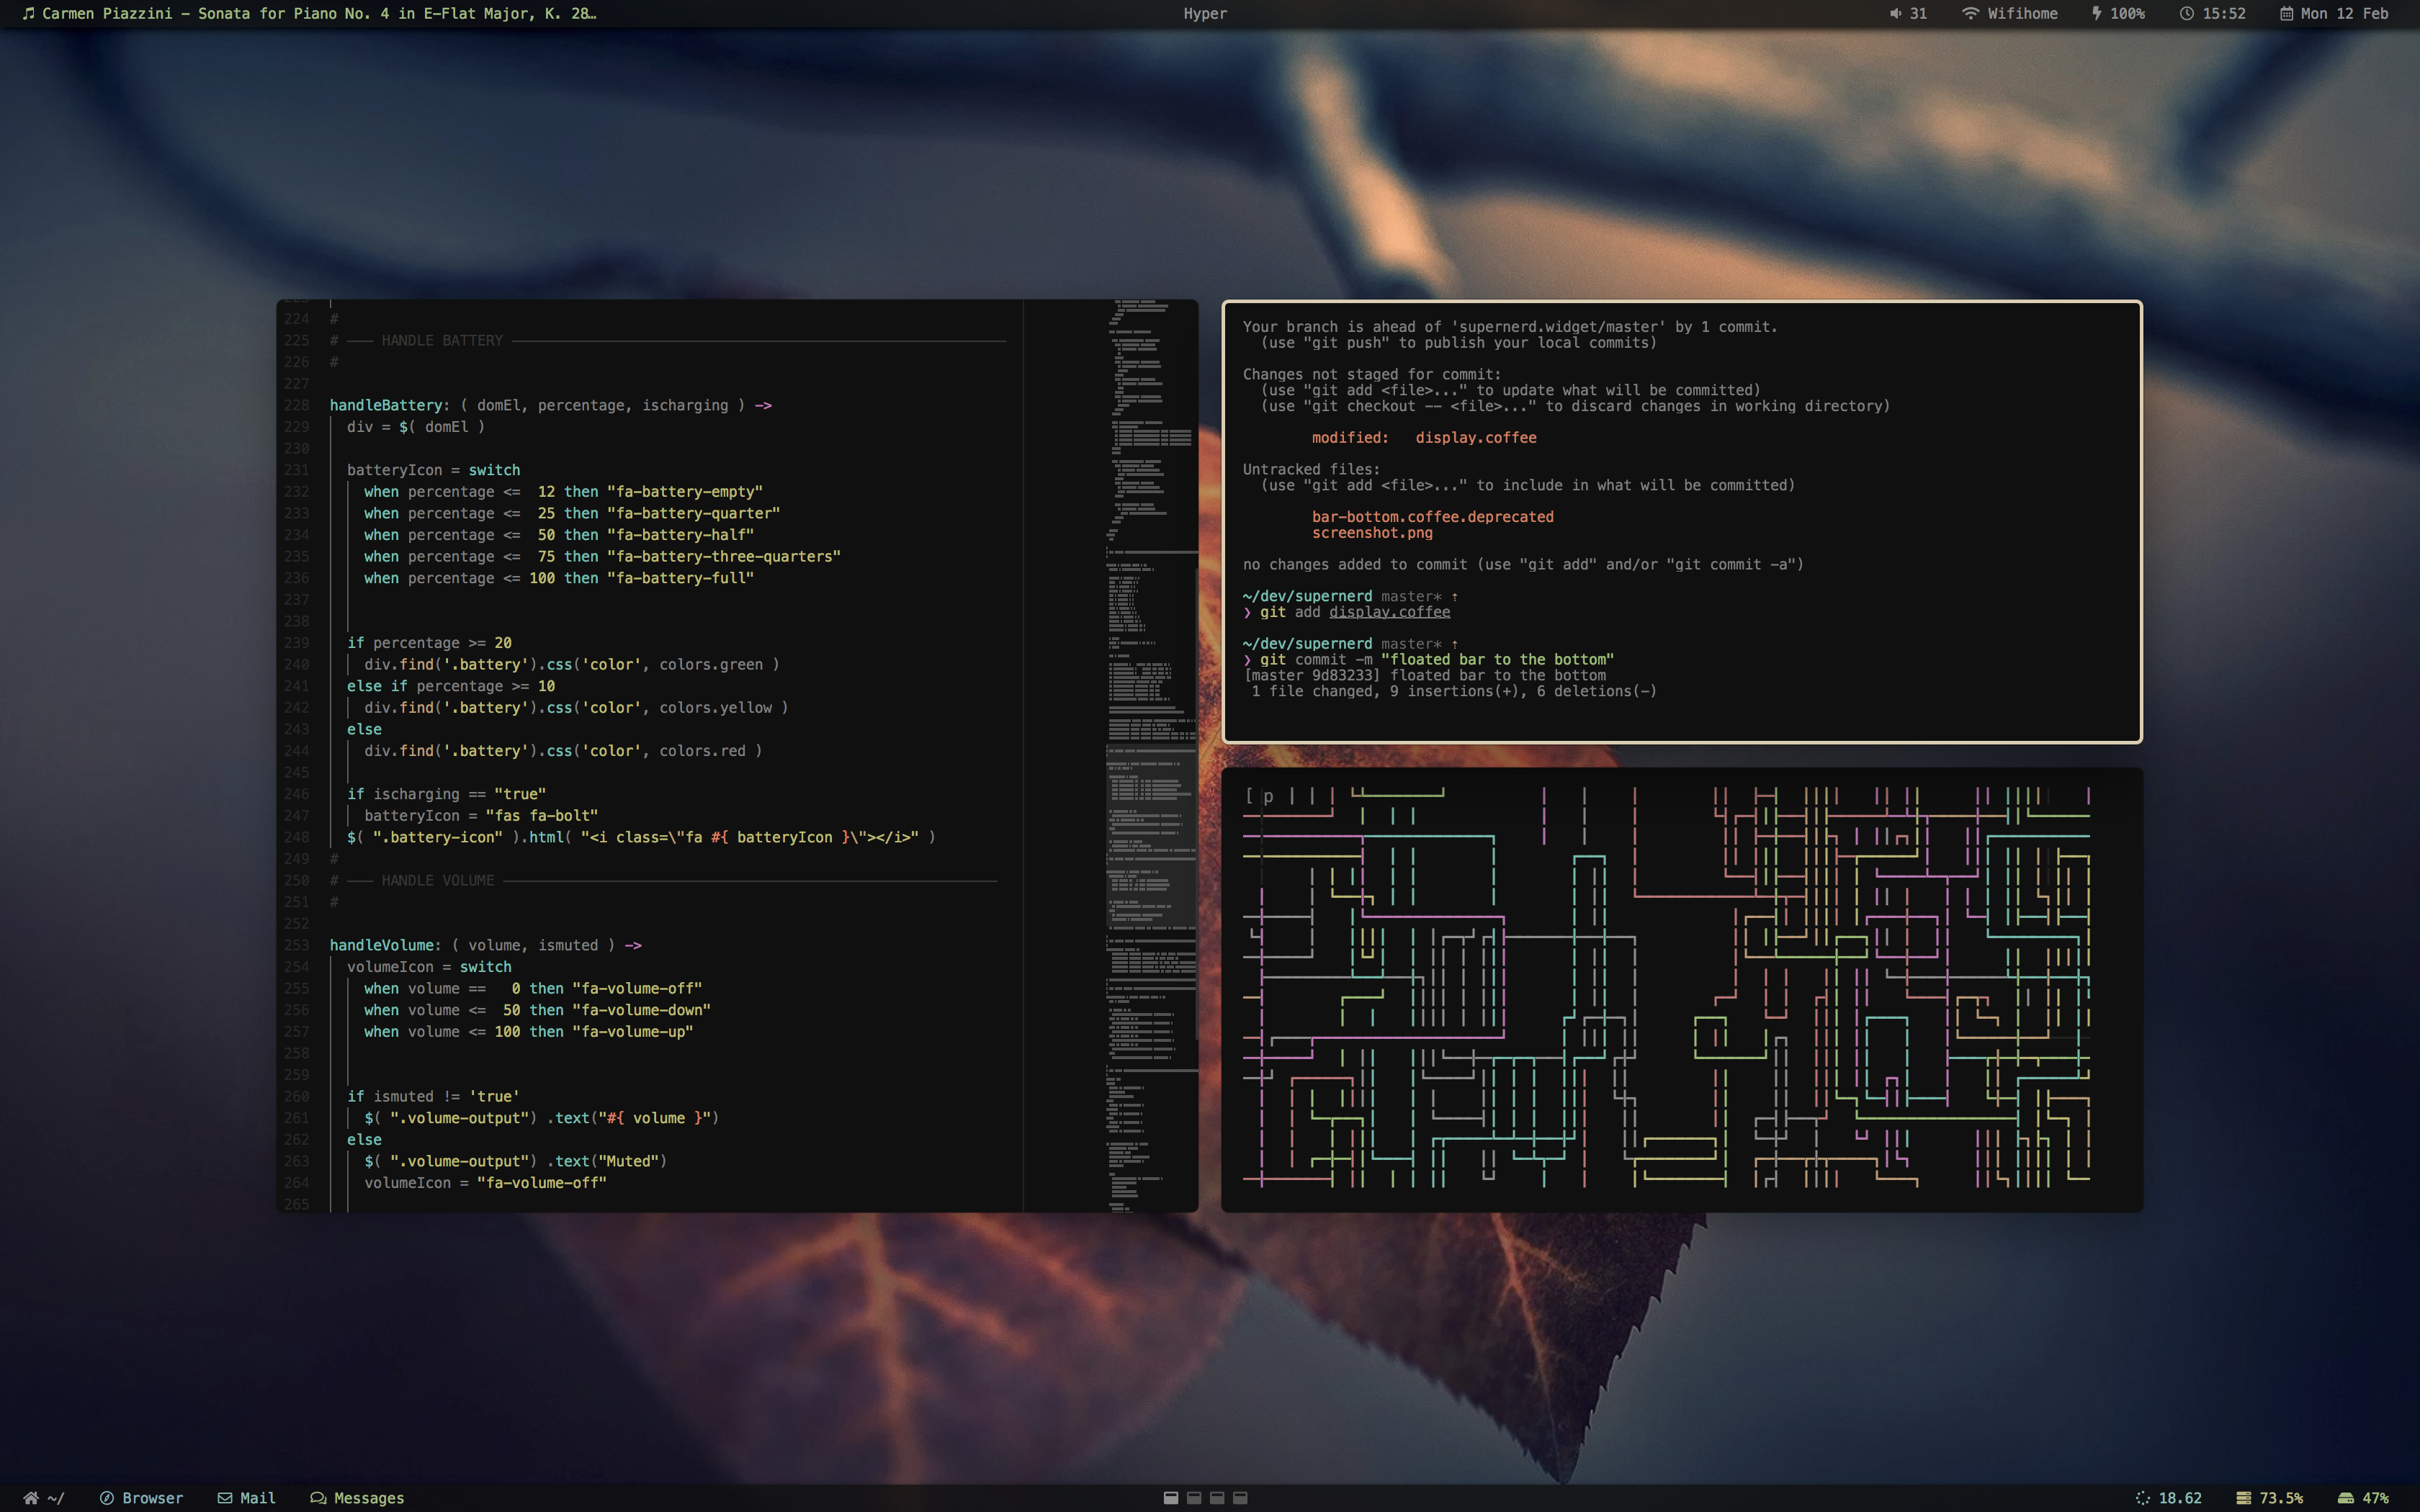 Carmen Piazzini – Sonata for Piano No. 4 in E-Flat Major, K. 28…
Hyper
31 Wifihome 100% 15:52 Mon 12 Feb
224 #
225 # —— HANDLE BATTERY ——
226 #
227
228 handleBattery: ( domEl, percentage, ischarging ) ->
229 div = $( domEl )
230
231 batteryIcon = switch
232 when percentage <=  12 then "fa-battery-empty"
233 when percentage <=  25 then "fa-battery-quarter"
234 when percentage <=  50 then "fa-battery-half"
235 when percentage <=  75 then "fa-battery-three-quarters"
236 when percentage <= 100 then "fa-battery-full"
237
238
239 if percentage >= 20
240 div.find('.battery').css('color', colors.green )
241 else if percentage >= 10
242 div.find('.battery').css('color', colors.yellow )
243 else
244 div.find('.battery').css('color', colors.red )
245
246 if ischarging == "true"
247 batteryIcon = "fas fa-bolt"
248 $( ".battery-icon" ).html( "<i class=\"fa #{ batteryIcon }\"></i>" )
249 #
250 # —— HANDLE VOLUME ——
251 #
252
253 handleVolume: ( volume, ismuted ) ->
254 volumeIcon = switch
255 when volume ==   0 then "fa-volume-off"
256 when volume <=  50 then "fa-volume-down"
257 when volume <= 100 then "fa-volume-up"
258
259
260 if ismuted != 'true'
261 $( ".volume-output") .text("#{ volume }")
262 else
263 $( ".volume-output") .text("Muted")
264 volumeIcon = "fa-volume-off"
265
Your branch is ahead of 'supernerd.widget/master' by 1 commit.
(use "git push" to publish your local commits)
Changes not staged for commit:
(use "git add <file>..." to update what will be committed)
(use "git checkout -- <file>..." to discard changes in working directory)
modified:   display.coffee
Untracked files:
(use "git add <file>..." to include in what will be committed)
bar-bottom.coffee.deprecated
screenshot.png
no changes added to commit (use "git add" and/or "git commit -a")
~/dev/supernerd master* ⇡
❯ git add display.coffee
~/dev/supernerd master* ⇡
❯ git commit -m "floated bar to the bottom"
[master 9d83233] floated bar to the bottom
1 file changed, 9 insertions(+), 6 deletions(-)
[ p
~/ Browser Mail Messages
18.62 73.5% 47%